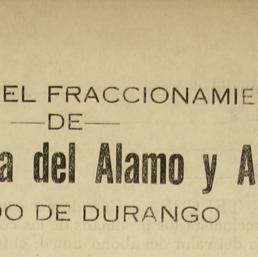 EL FRACCIONAMIE
—DE—
a del Alamo y A
DO DE DURANGO